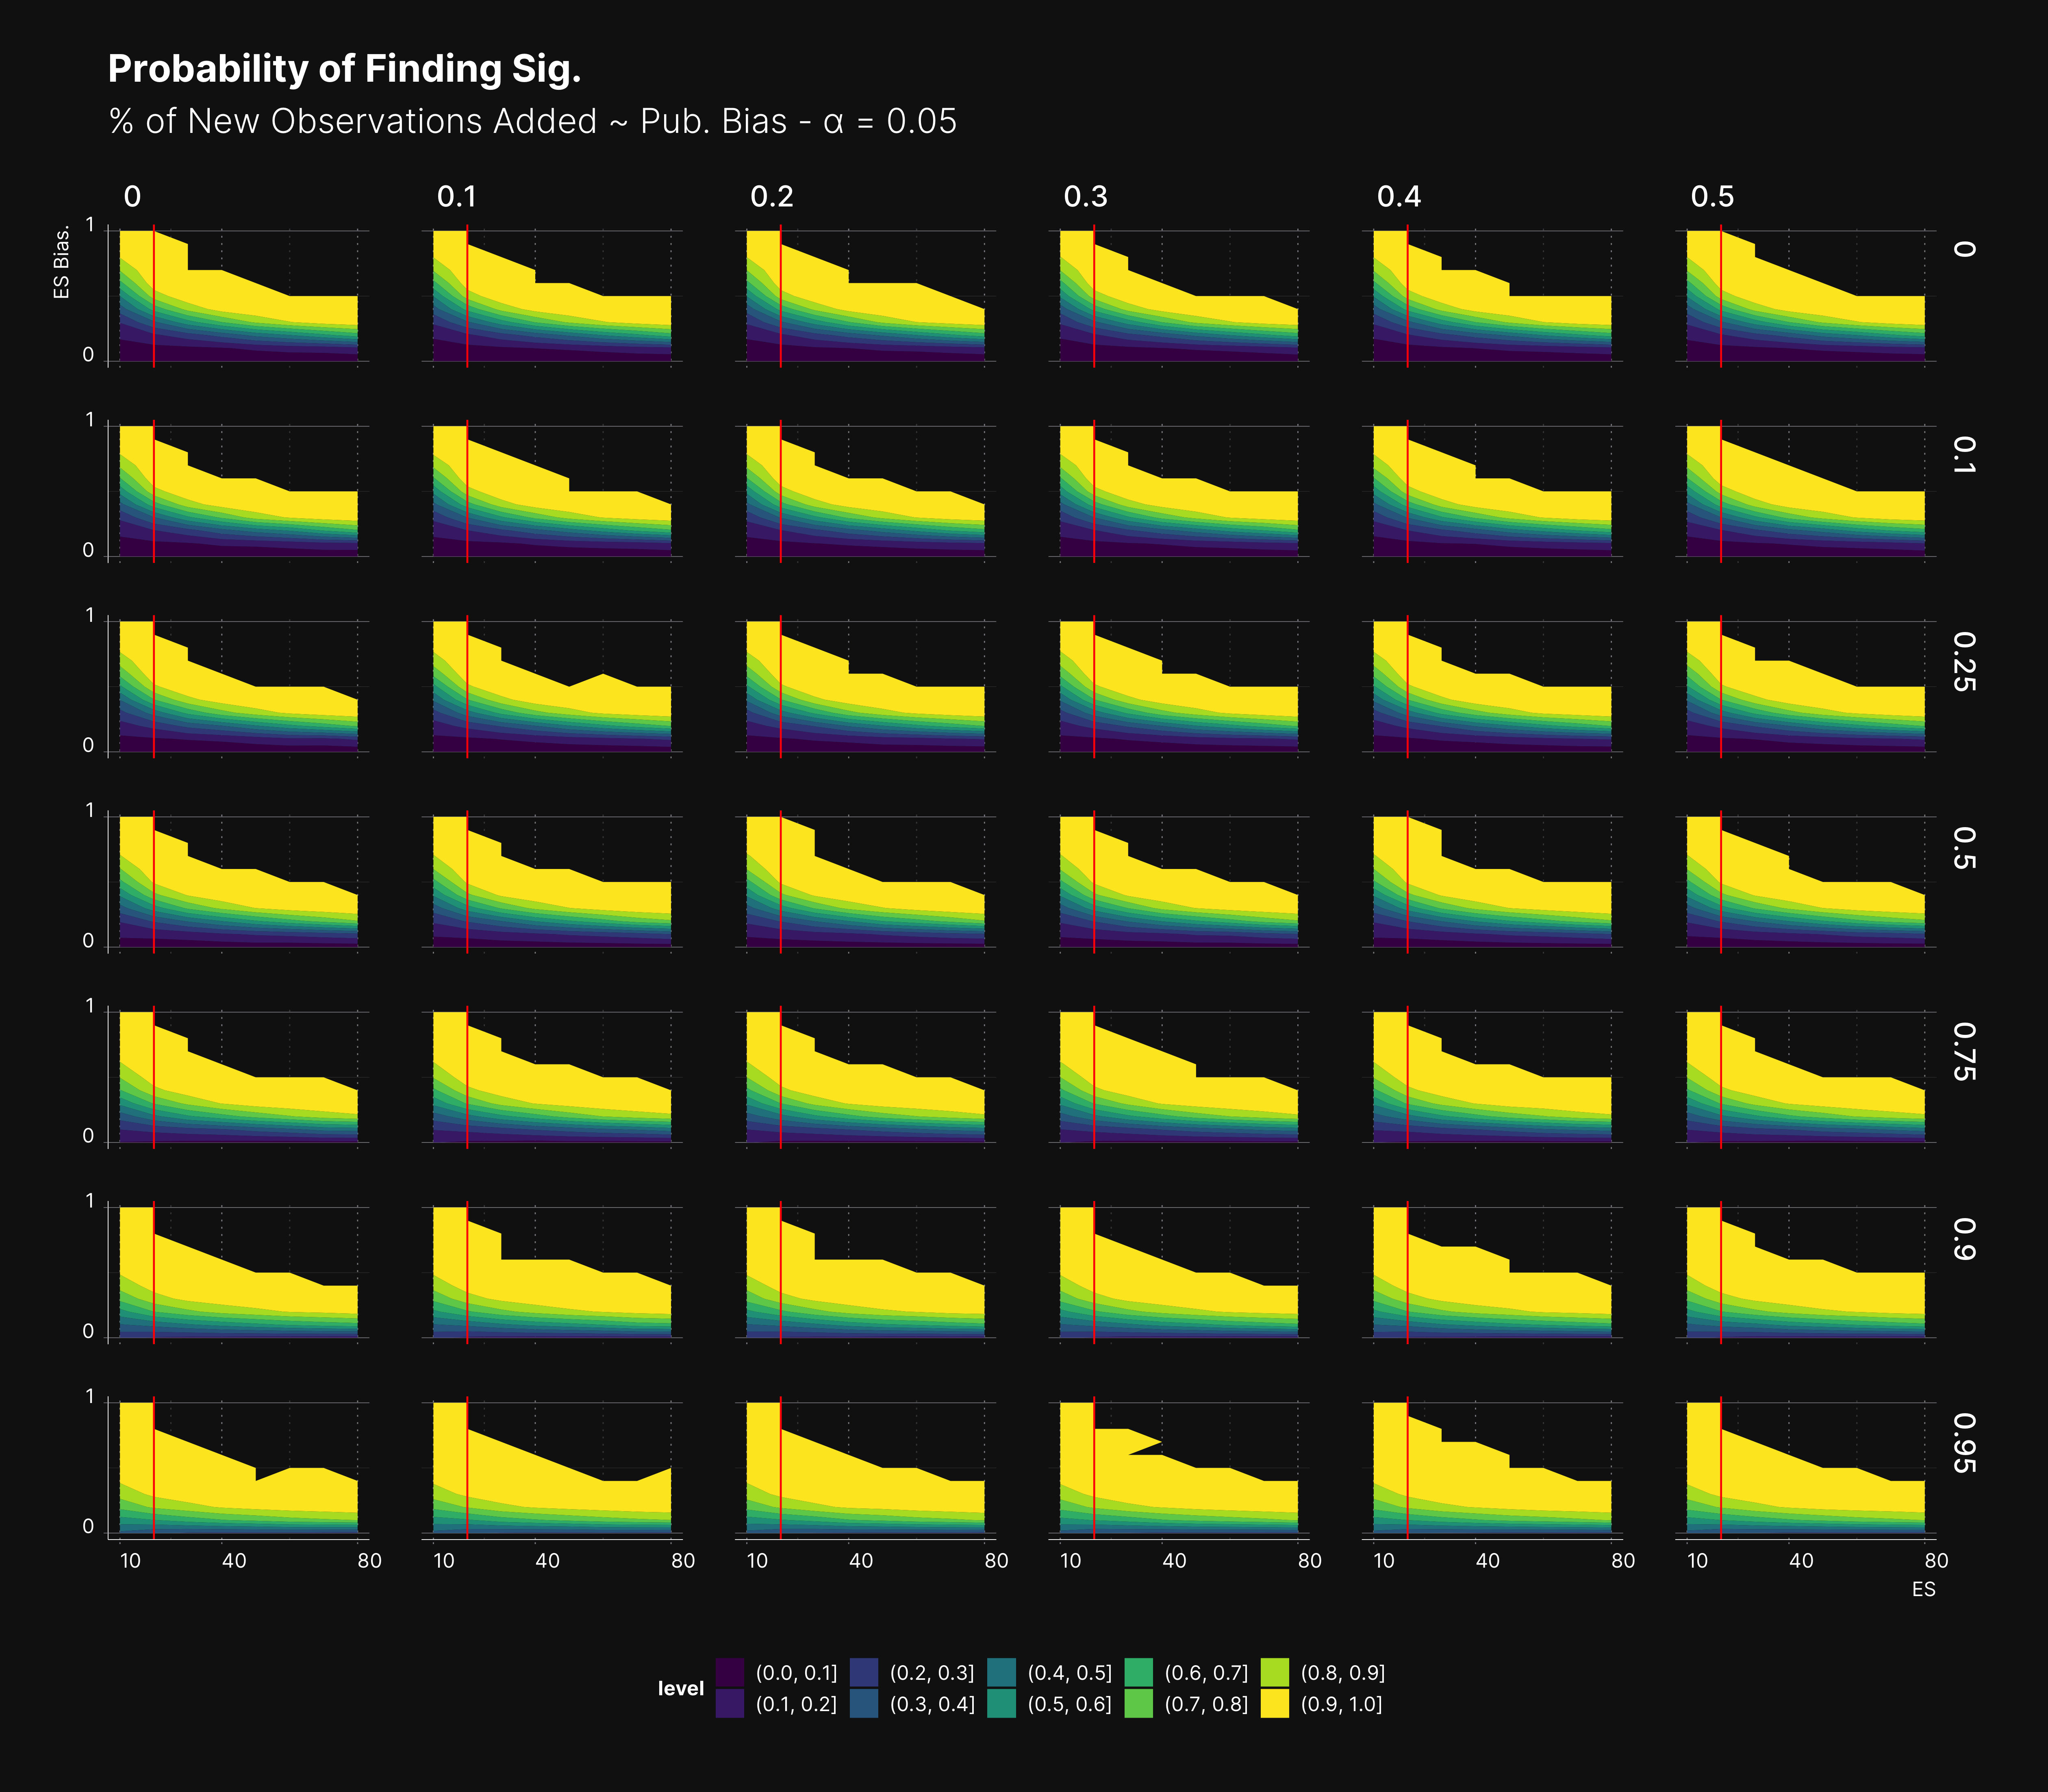 Probability of Finding Sig.
% of New Observations Added ~ Pub. Bias - α = 0.05
0 0.1 0.2 0.3 0.4 0.5
ES Bias.
1
0
0
1
0
0.1
1
0
0.25
1
0
0.5
1
0
0.75
1
0
0.9
1
0
0.95
10 40 80 10 40 80 10 40 80 10 40 80 10 40 80 10 40 80
ES
level
(0.0, 0.1] (0.2, 0.3] (0.4, 0.5] (0.6, 0.7] (0.8, 0.9]
(0.1, 0.2] (0.3, 0.4] (0.5, 0.6] (0.7, 0.8] (0.9, 1.0]